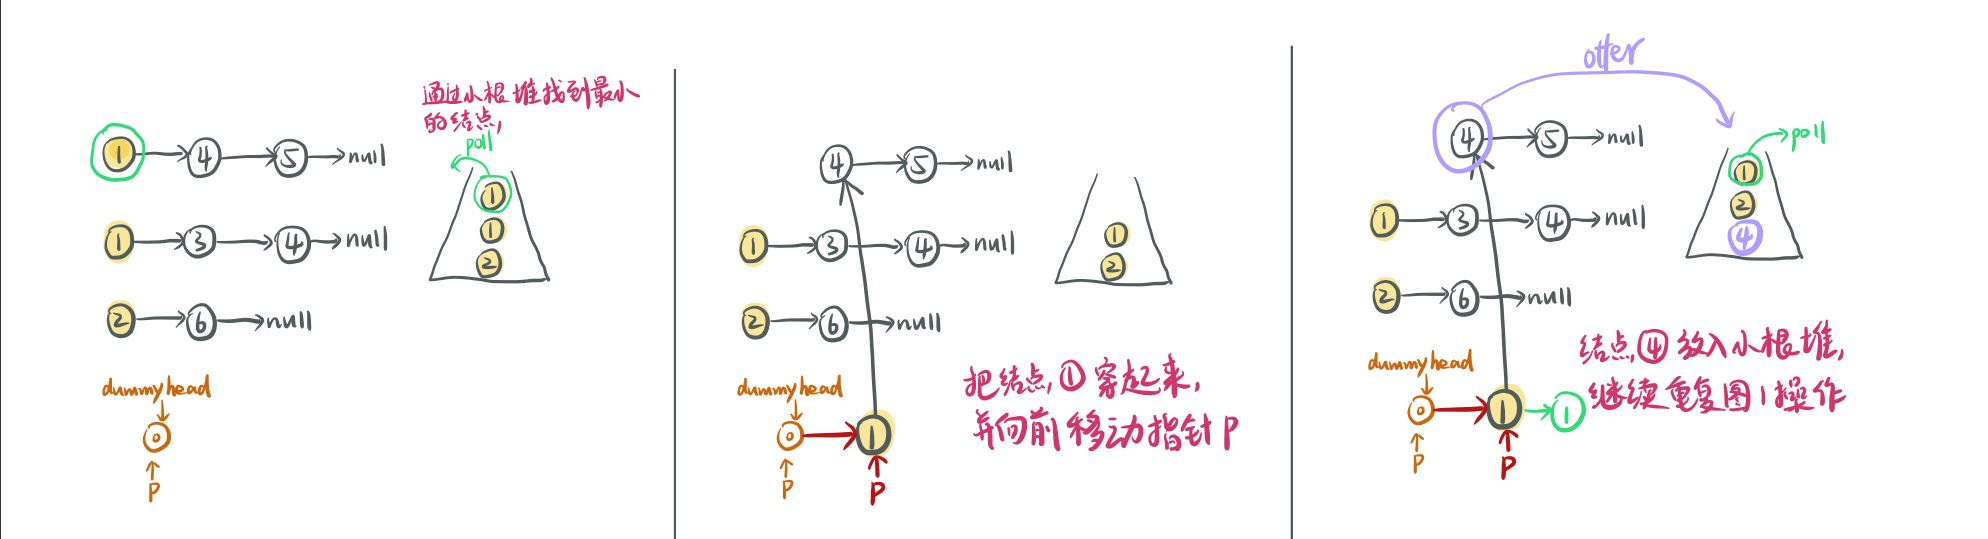 通过小根堆找到最小
的结点,
poll
1 4 5 null
1
1
2
1 3 4 null
2 6 null
dummyhead
0
P
4 5 null
1 3 4 null
1
2
2 6 null
dummyhead
0 1
P P
把结点①穿起来,
并向前移动指针P
offer
4 5 null
poll
1
2
4
1 3 4 null
2 6 null
dummyhead
0 1 1
P P
结点④放入小根堆,
继续重复图1操作